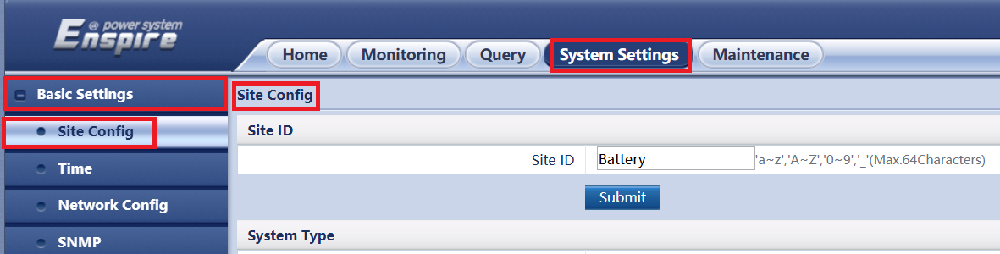 @ power system
Enspire
Home Monitoring Query System Settings Maintenance
Basic Settings
Site Config
Time
Network Config
SNMP
Site Config
Site ID
Site ID Battery 'a~z','A~Z','0~9','_'(Max.64Characters)
Submit
System Type